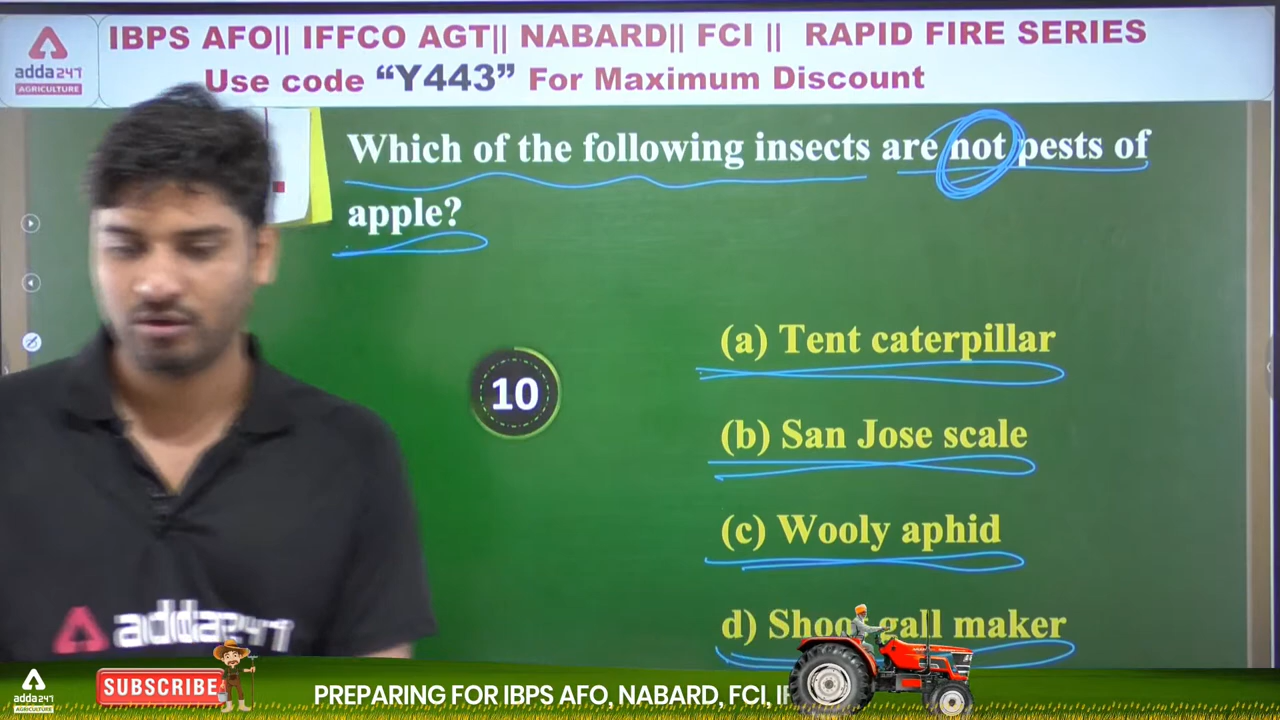 IBPS AFO|| IFFCO AGT|| NABARD|| FCI || RAPID FIRE SERIES
adda247
AGRICULTURE
Use code “Y443” For Maximum Discount
Which of the following insects are not pests of
apple?
(a) Tent caterpillar
10
(b) San Jose scale
(c) Wooly aphid
d) Shoot gall maker
adda247
adda247
AGRICULTURE
SUBSCRIBE
PREPARING FOR IBPS AFO, NABARD, FCI,